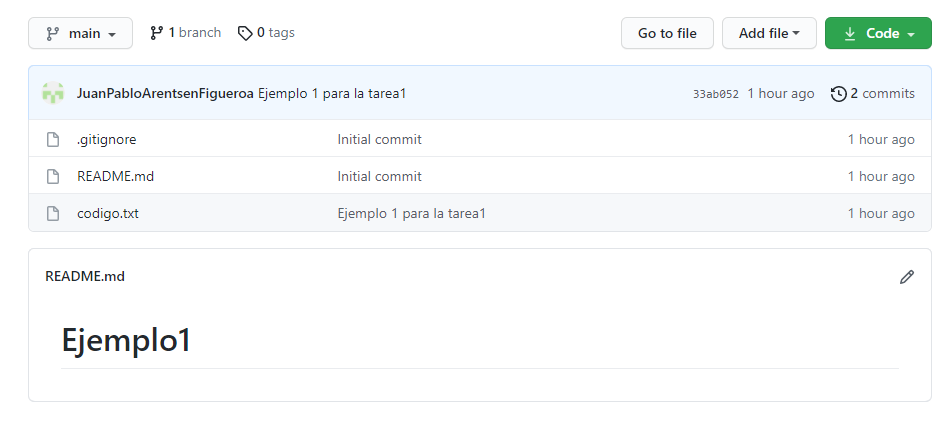 main 1 branch 0 tags Go to file Add file Code
JuanPabloArentsenFigueroa Ejemplo 1 para la tarea1 33ab052 1 hour ago 2 commits
.gitignore Initial commit 1 hour ago
README.md Initial commit 1 hour ago
codigo.txt Ejemplo 1 para la tarea1 1 hour ago
README.md
Ejemplo1